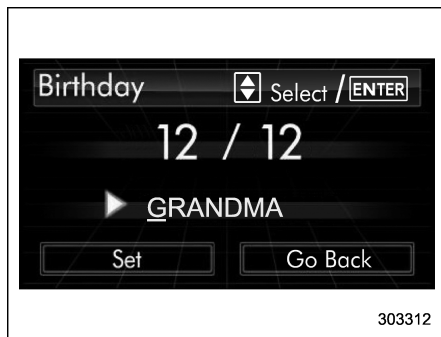 Birthday Select / ENTER
12 / 12
GRANDMA
Set Go Back
303312